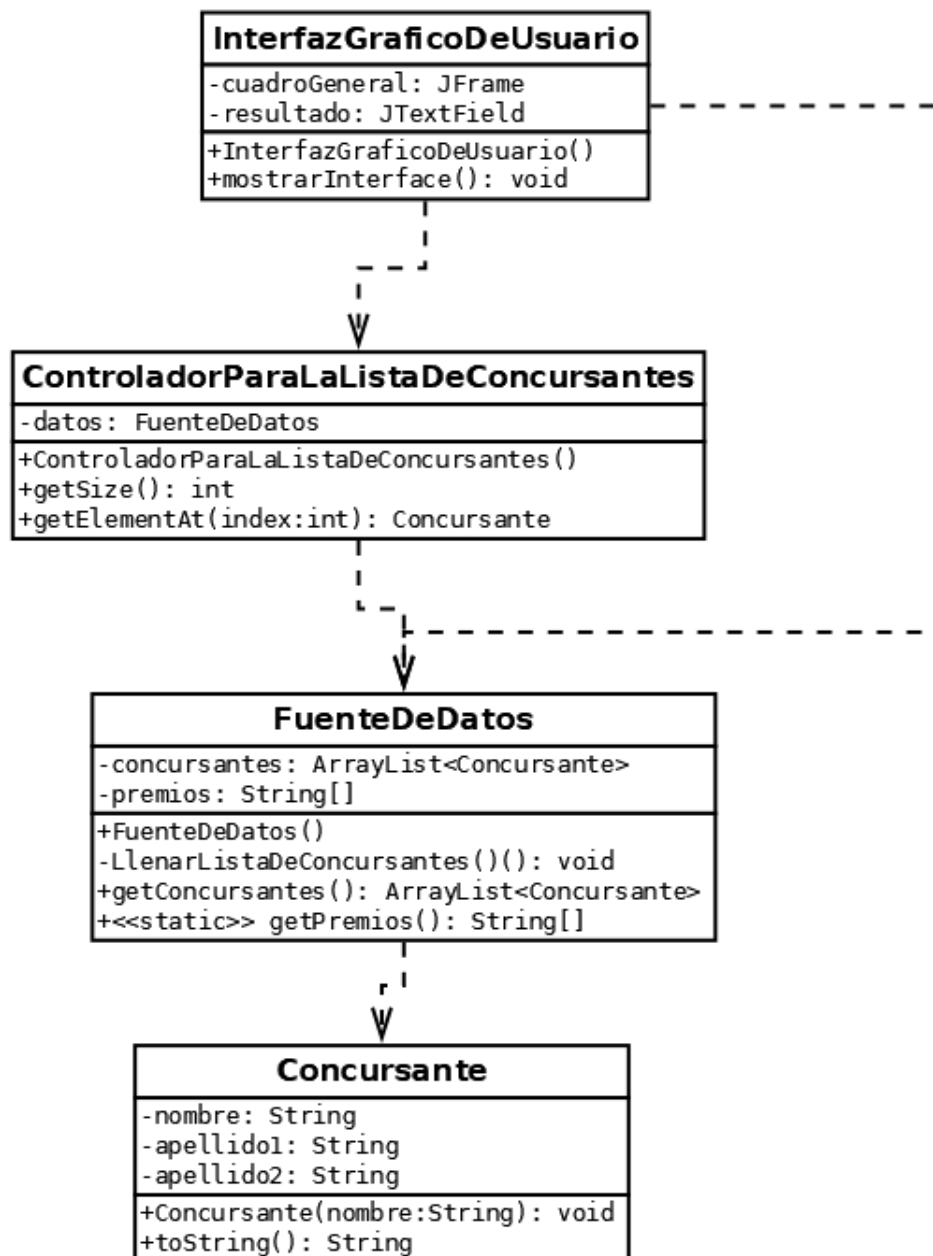 InterfazGraficoDeUsuario
-cuadroGeneral: JFrame
-resultado: JTextField
+InterfazGraficoDeUsuario()
+mostrarInterface(): void
ControladorParaLaListaDeConcursantes
-datos: FuenteDeDatos
+ControladorParaLaListaDeConcursantes()
+getSize(): int
+getElementAt(index:int): Concursante
FuenteDeDatos
-concursantes: ArrayList<Concursante>
-premios: String[]
+FuenteDeDatos()
-LlenarListaDeConcursantes()(): void
+getConcursantes(): ArrayList<Concursante>
+<<static>> getPremios(): String[]
Concursante
-nombre: String
-apellido1: String
-apellido2: String
+Concursante(nombre:String): void
+toString(): String